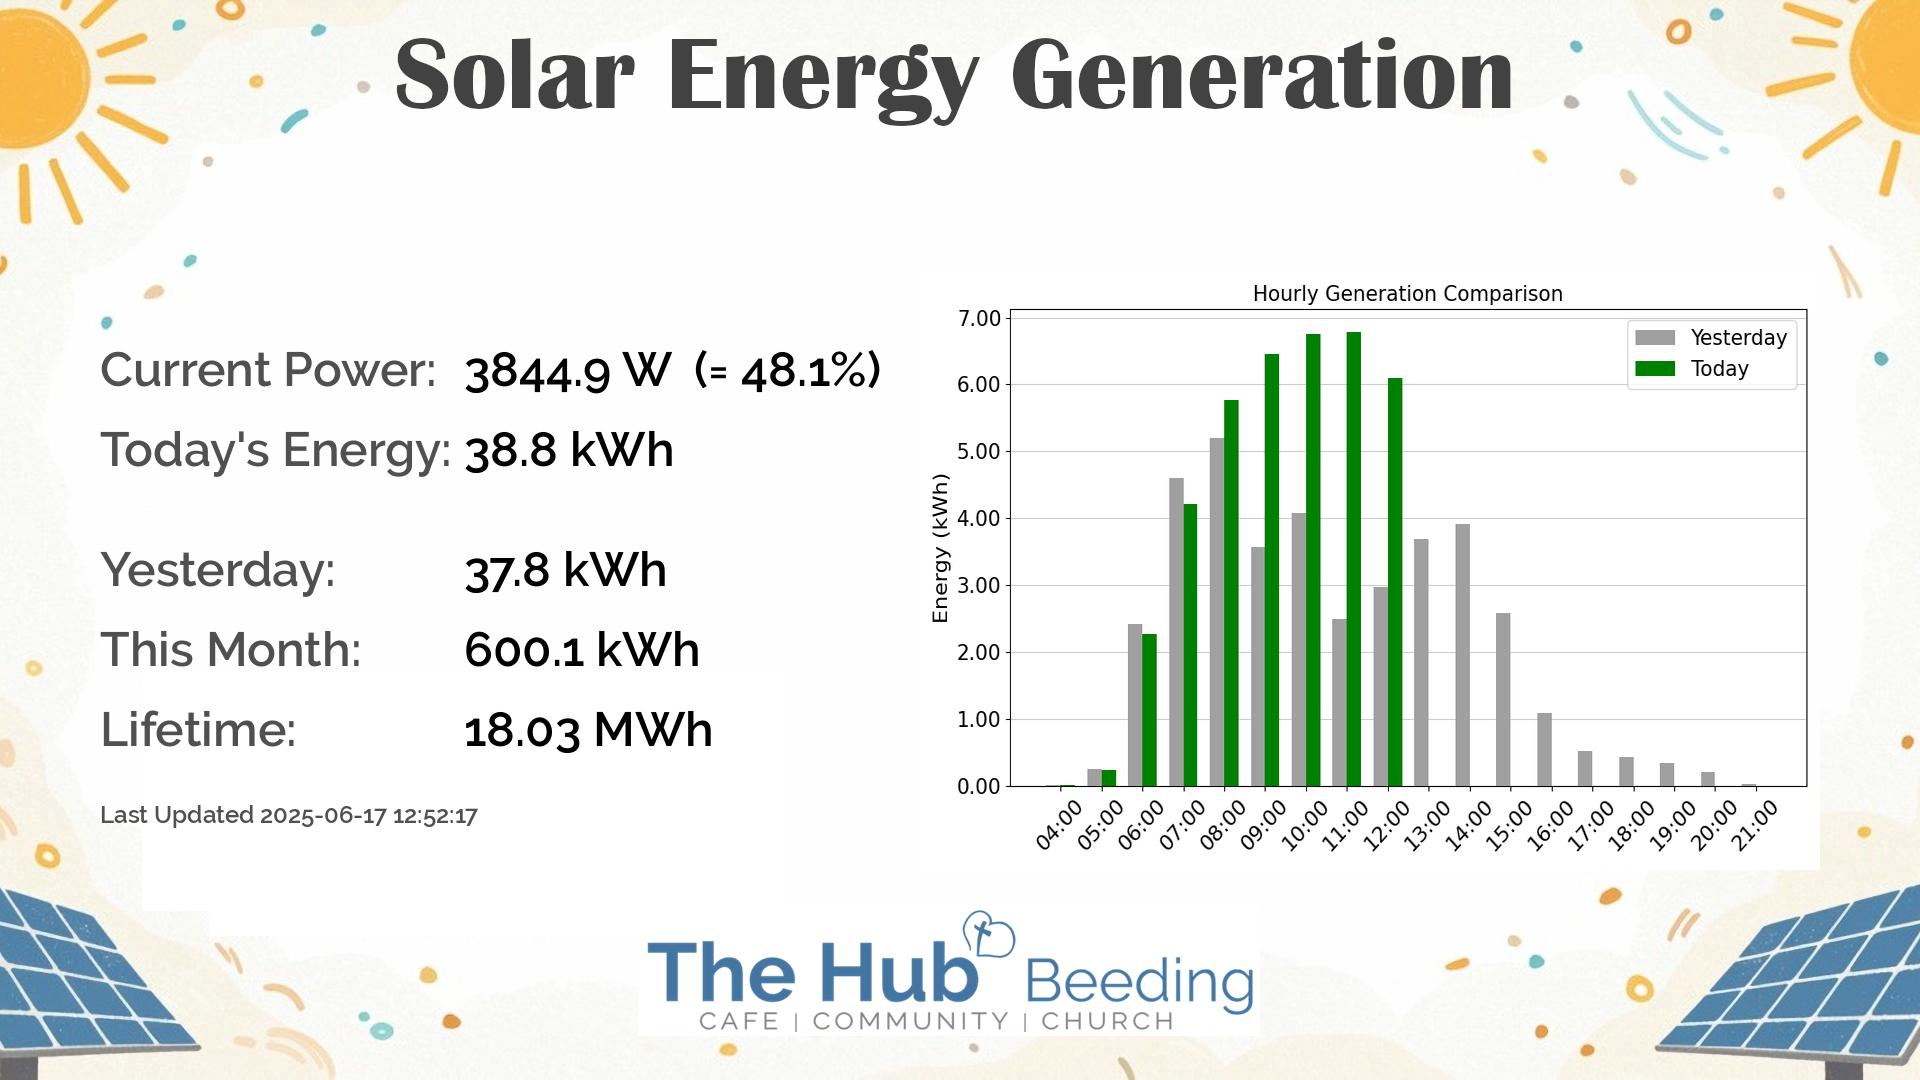 Solar Energy Generation
Current Power: 3844.9 W (= 48.1%)
Today's Energy: 38.8 kWh
Yesterday: 37.8 kWh
This Month: 600.1 kWh
Lifetime: 18.03 MWh
Last Updated 2025-06-17 12:52:17
Hourly Generation Comparison
Yesterday
Today
Energy (kWh)
7.00
6.00
5.00
4.00
3.00
2.00
1.00
0.00
04:00 05:00 06:00 07:00 08:00 09:00 10:00 11:00 12:00 13:00 14:00 15:00 16:00 17:00 18:00 19:00 20:00 21:00
The Hub Beeding
CAFE | COMMUNITY | CHURCH